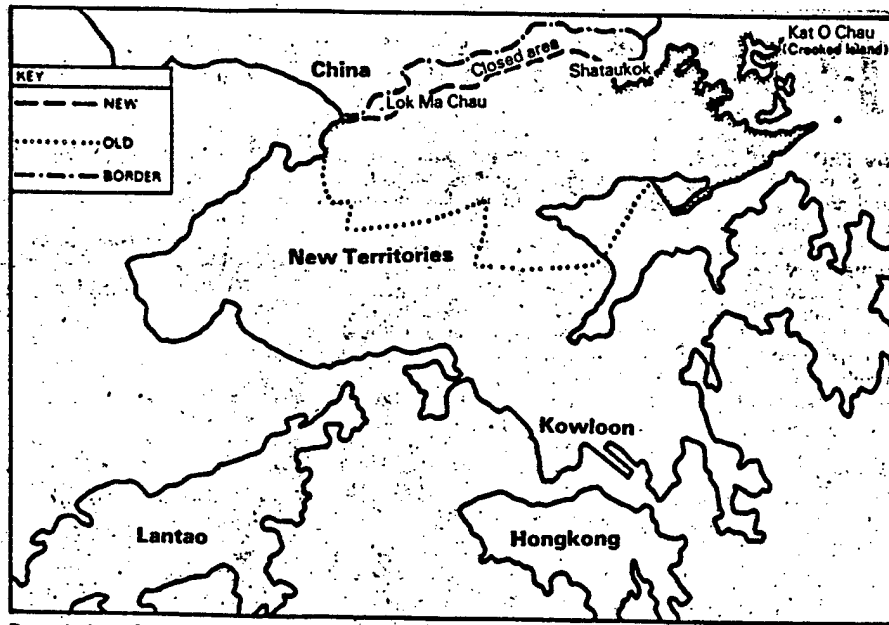 Kat O Chau
(Crooked Island)
China
Closed area
Shataukok
KEY
NEW
Lok Ma Chau
OLD
BORDER
New Territories
Kowloon
Lantao
Hongkong